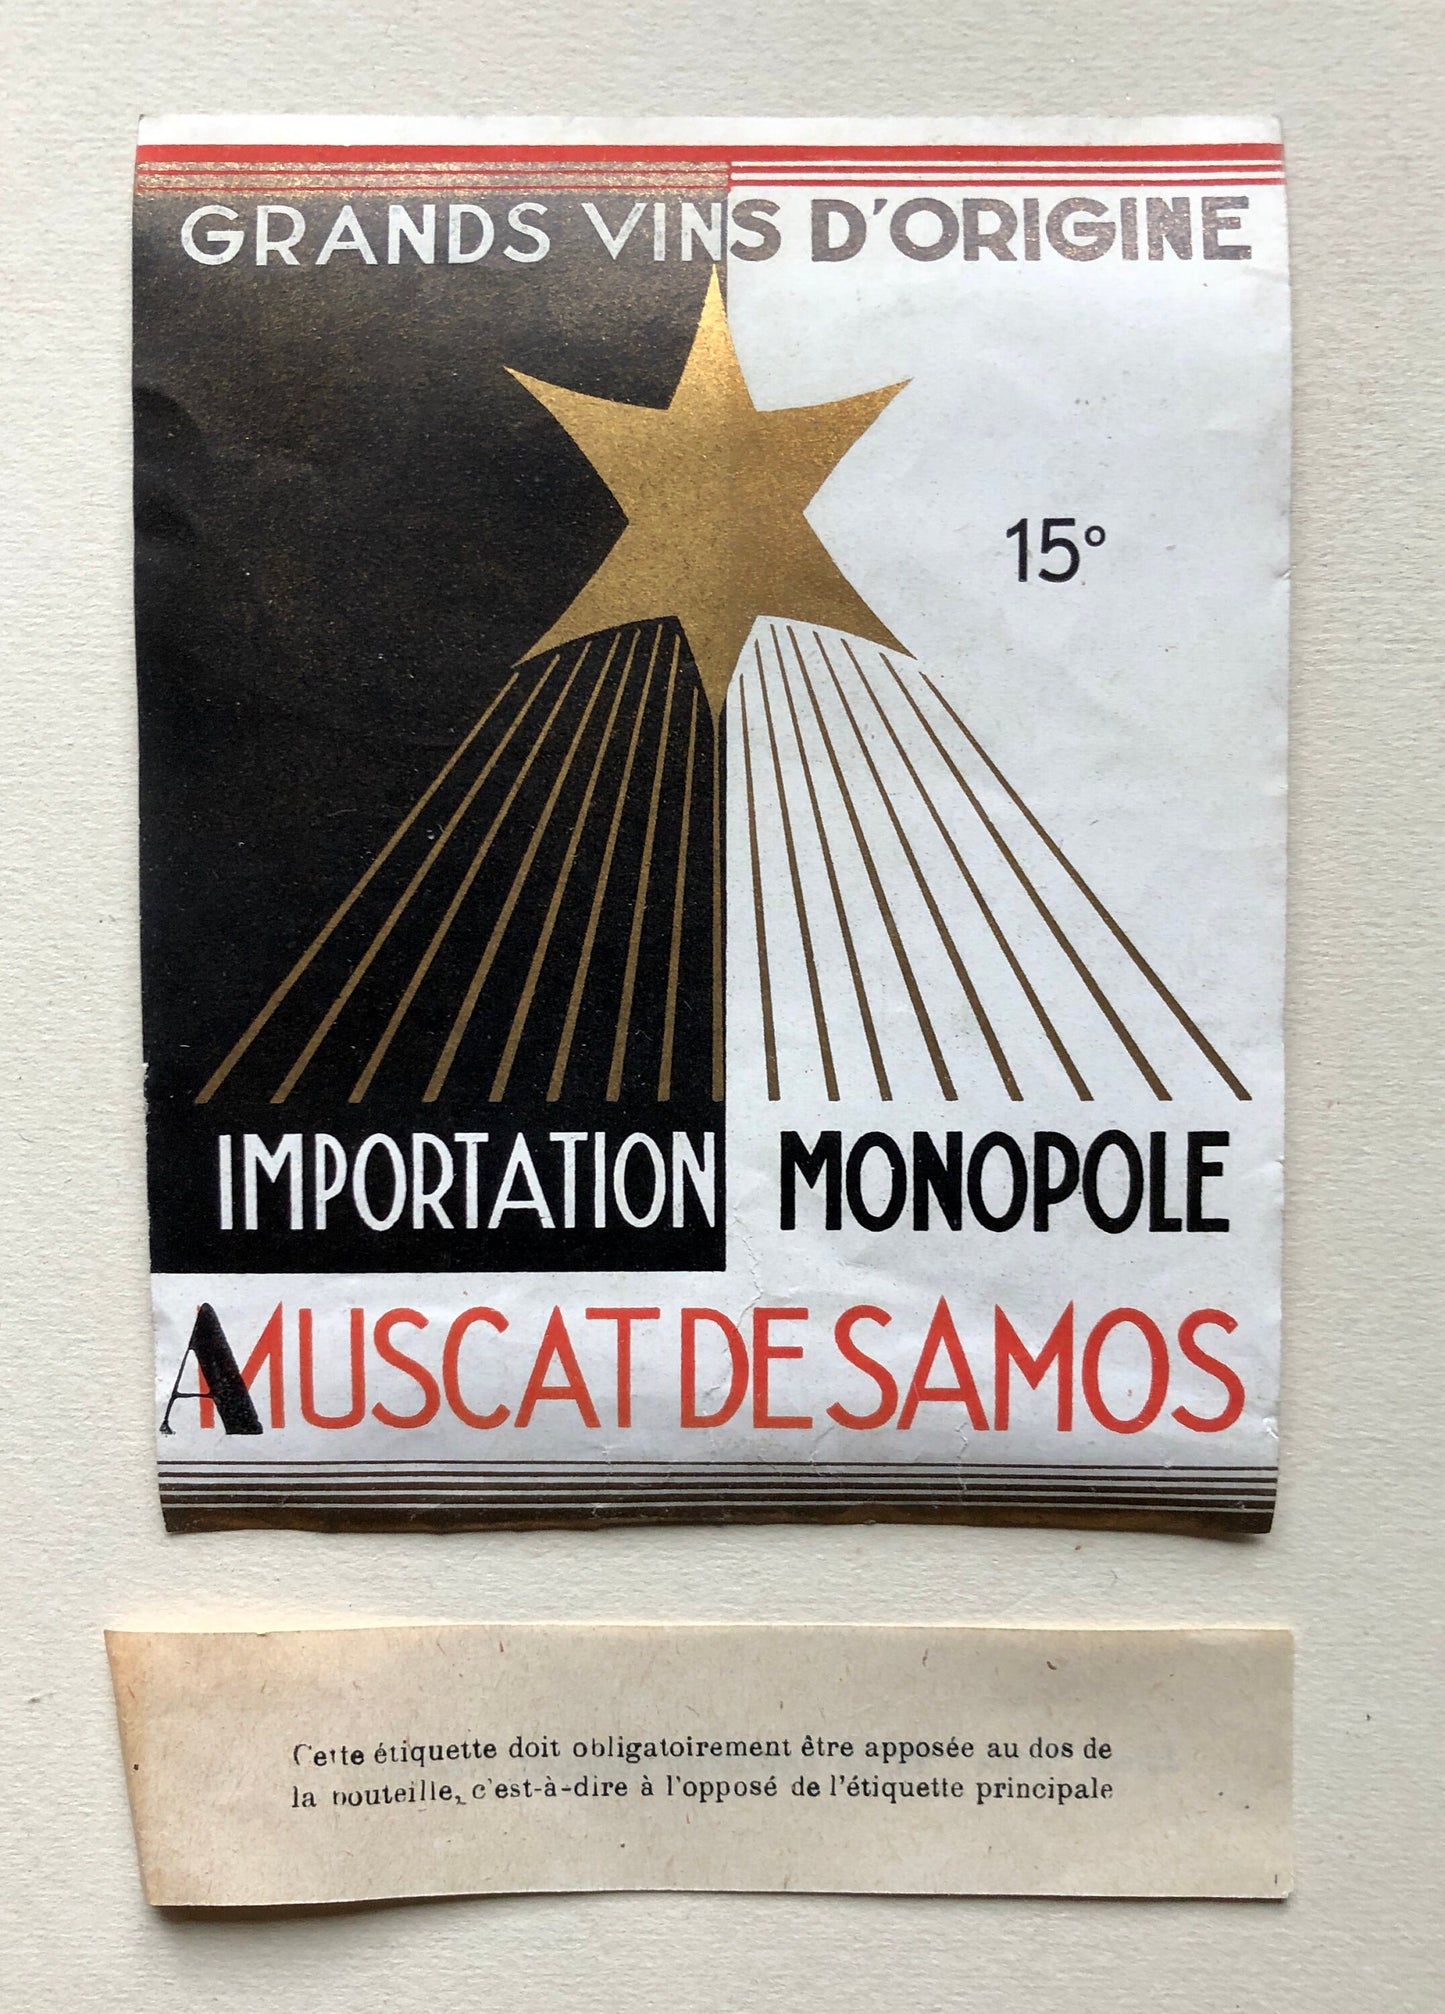 GRANDS VINS D'ORIGINE
15°
IMPORTATION MONOPOLE
A MUSCAT DE SAMOS
Cette étiquette doit obligatoirement être apposée au dos de
la bouteille, c'est-à-dire à l'opposé de l'étiquette principale